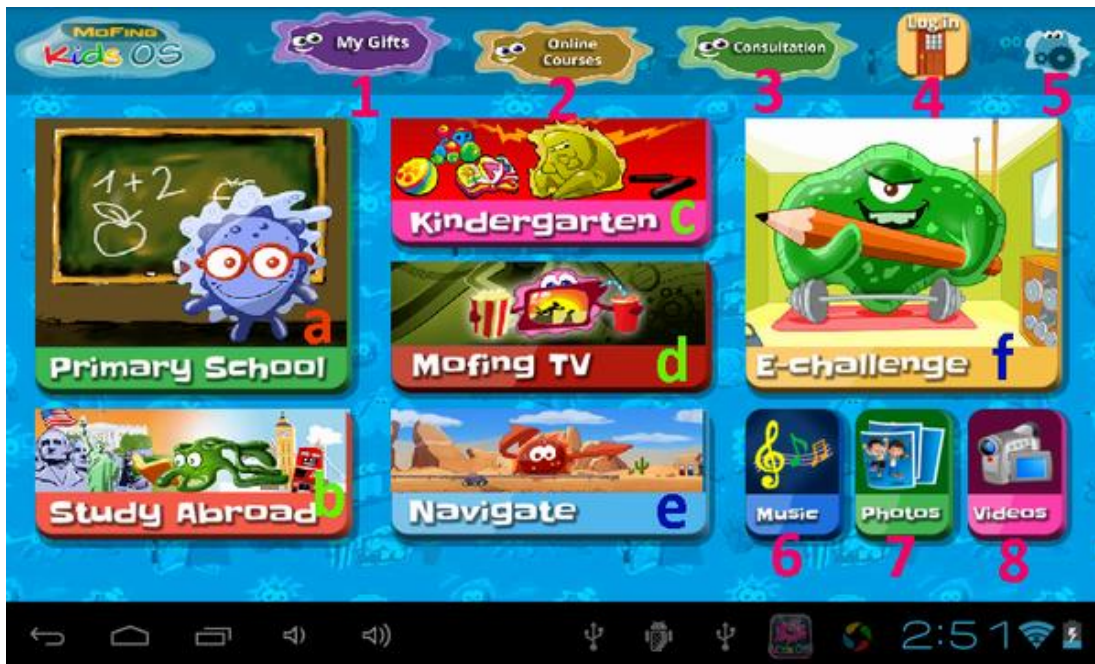 MoFing
Kids OS
My Gifts
Online
Courses
Consultation
Log in
1
2
3
4
5
1+2
a
Primary School
Kindergarten c
Mofing TV d
E-challenge f
Study Abroad b
Navigate e
Music
Photos
Videos
6
7
8
2:51